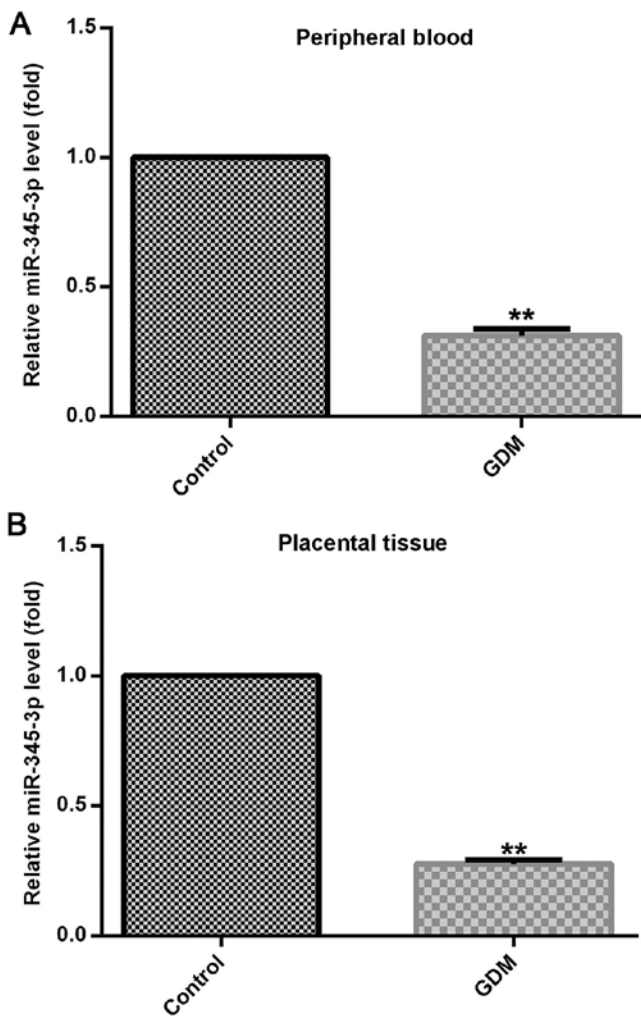 A
Peripheral blood
Relative miR-345-3p level (fold)
1.5
1.0
0.5
0.0
**
Control
GDM
B
Placental tissue
Relative miR-345-3p level (fold)
1.5
1.0
0.5
0.0
**
Control
GDM